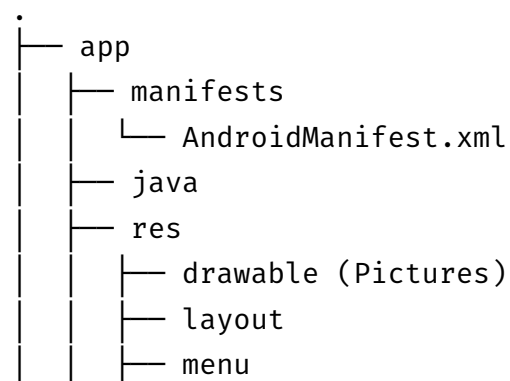 .
├── app
│   ├── manifests
│   │   └── AndroidManifest.xml
│   ├── java
│   ├── res
│   │   ├── drawable (Pictures)
│   │   ├── layout
│   │   ├── menu